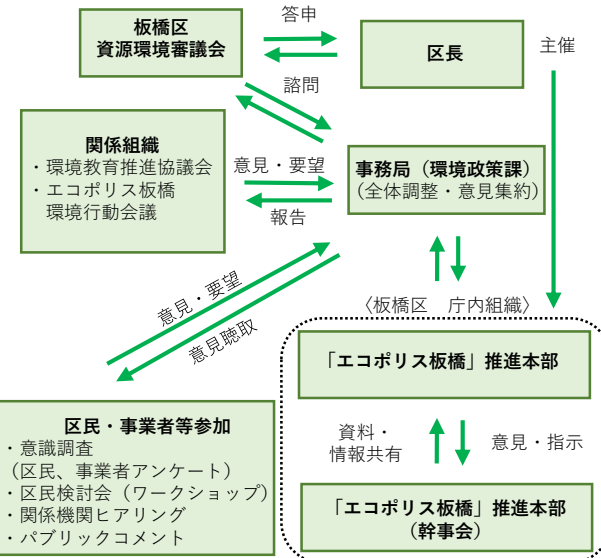 板橋区
資源環境審議会
答申
諮問
区長
主催
関係組織
・環境教育推進協議会
・エコポリス板橋
環境行動会議
意見・要望
報告
事務局（環境政策課）
（全体調整・意見集約）
意見・要望
意見聴取
〈板橋区　庁内組織〉
「エコポリス板橋」推進本部
資料・
情報共有
意見・指示
「エコポリス板橋」推進本部
（幹事会）
区民・事業者等参加
・意識調査
（区民、事業者アンケート）
・区民検討会（ワークショップ）
・関係機関ヒアリング
・パブリックコメント